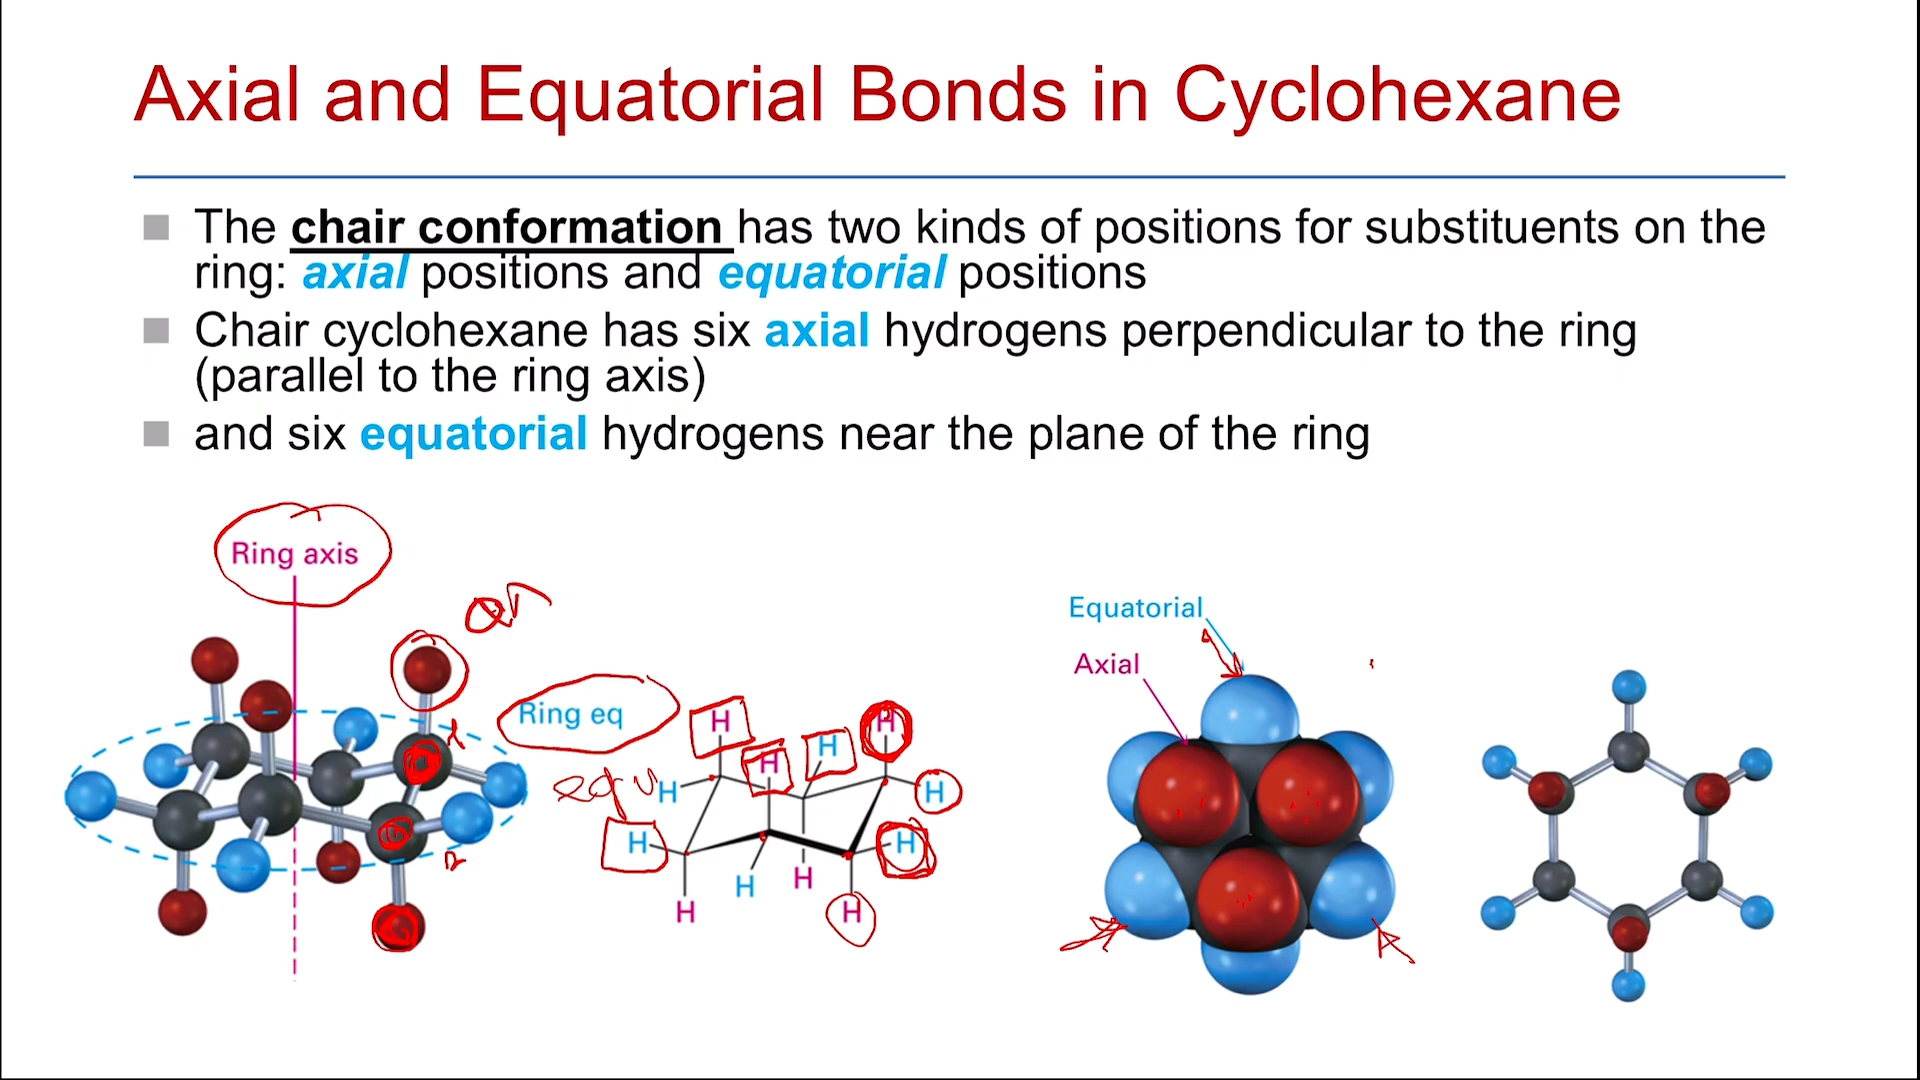 Axial and Equatorial Bonds in Cyclohexane
The chair conformation has two kinds of positions for substituents on the
ring: axial positions and equatorial positions
Chair cyclohexane has six axial hydrogens perpendicular to the ring
(parallel to the ring axis)
and six equatorial hydrogens near the plane of the ring
Ring axis
Ring eq
equ
H
H
H
H
H
H
H
H
H
H
H
H
Equatorial
Axial